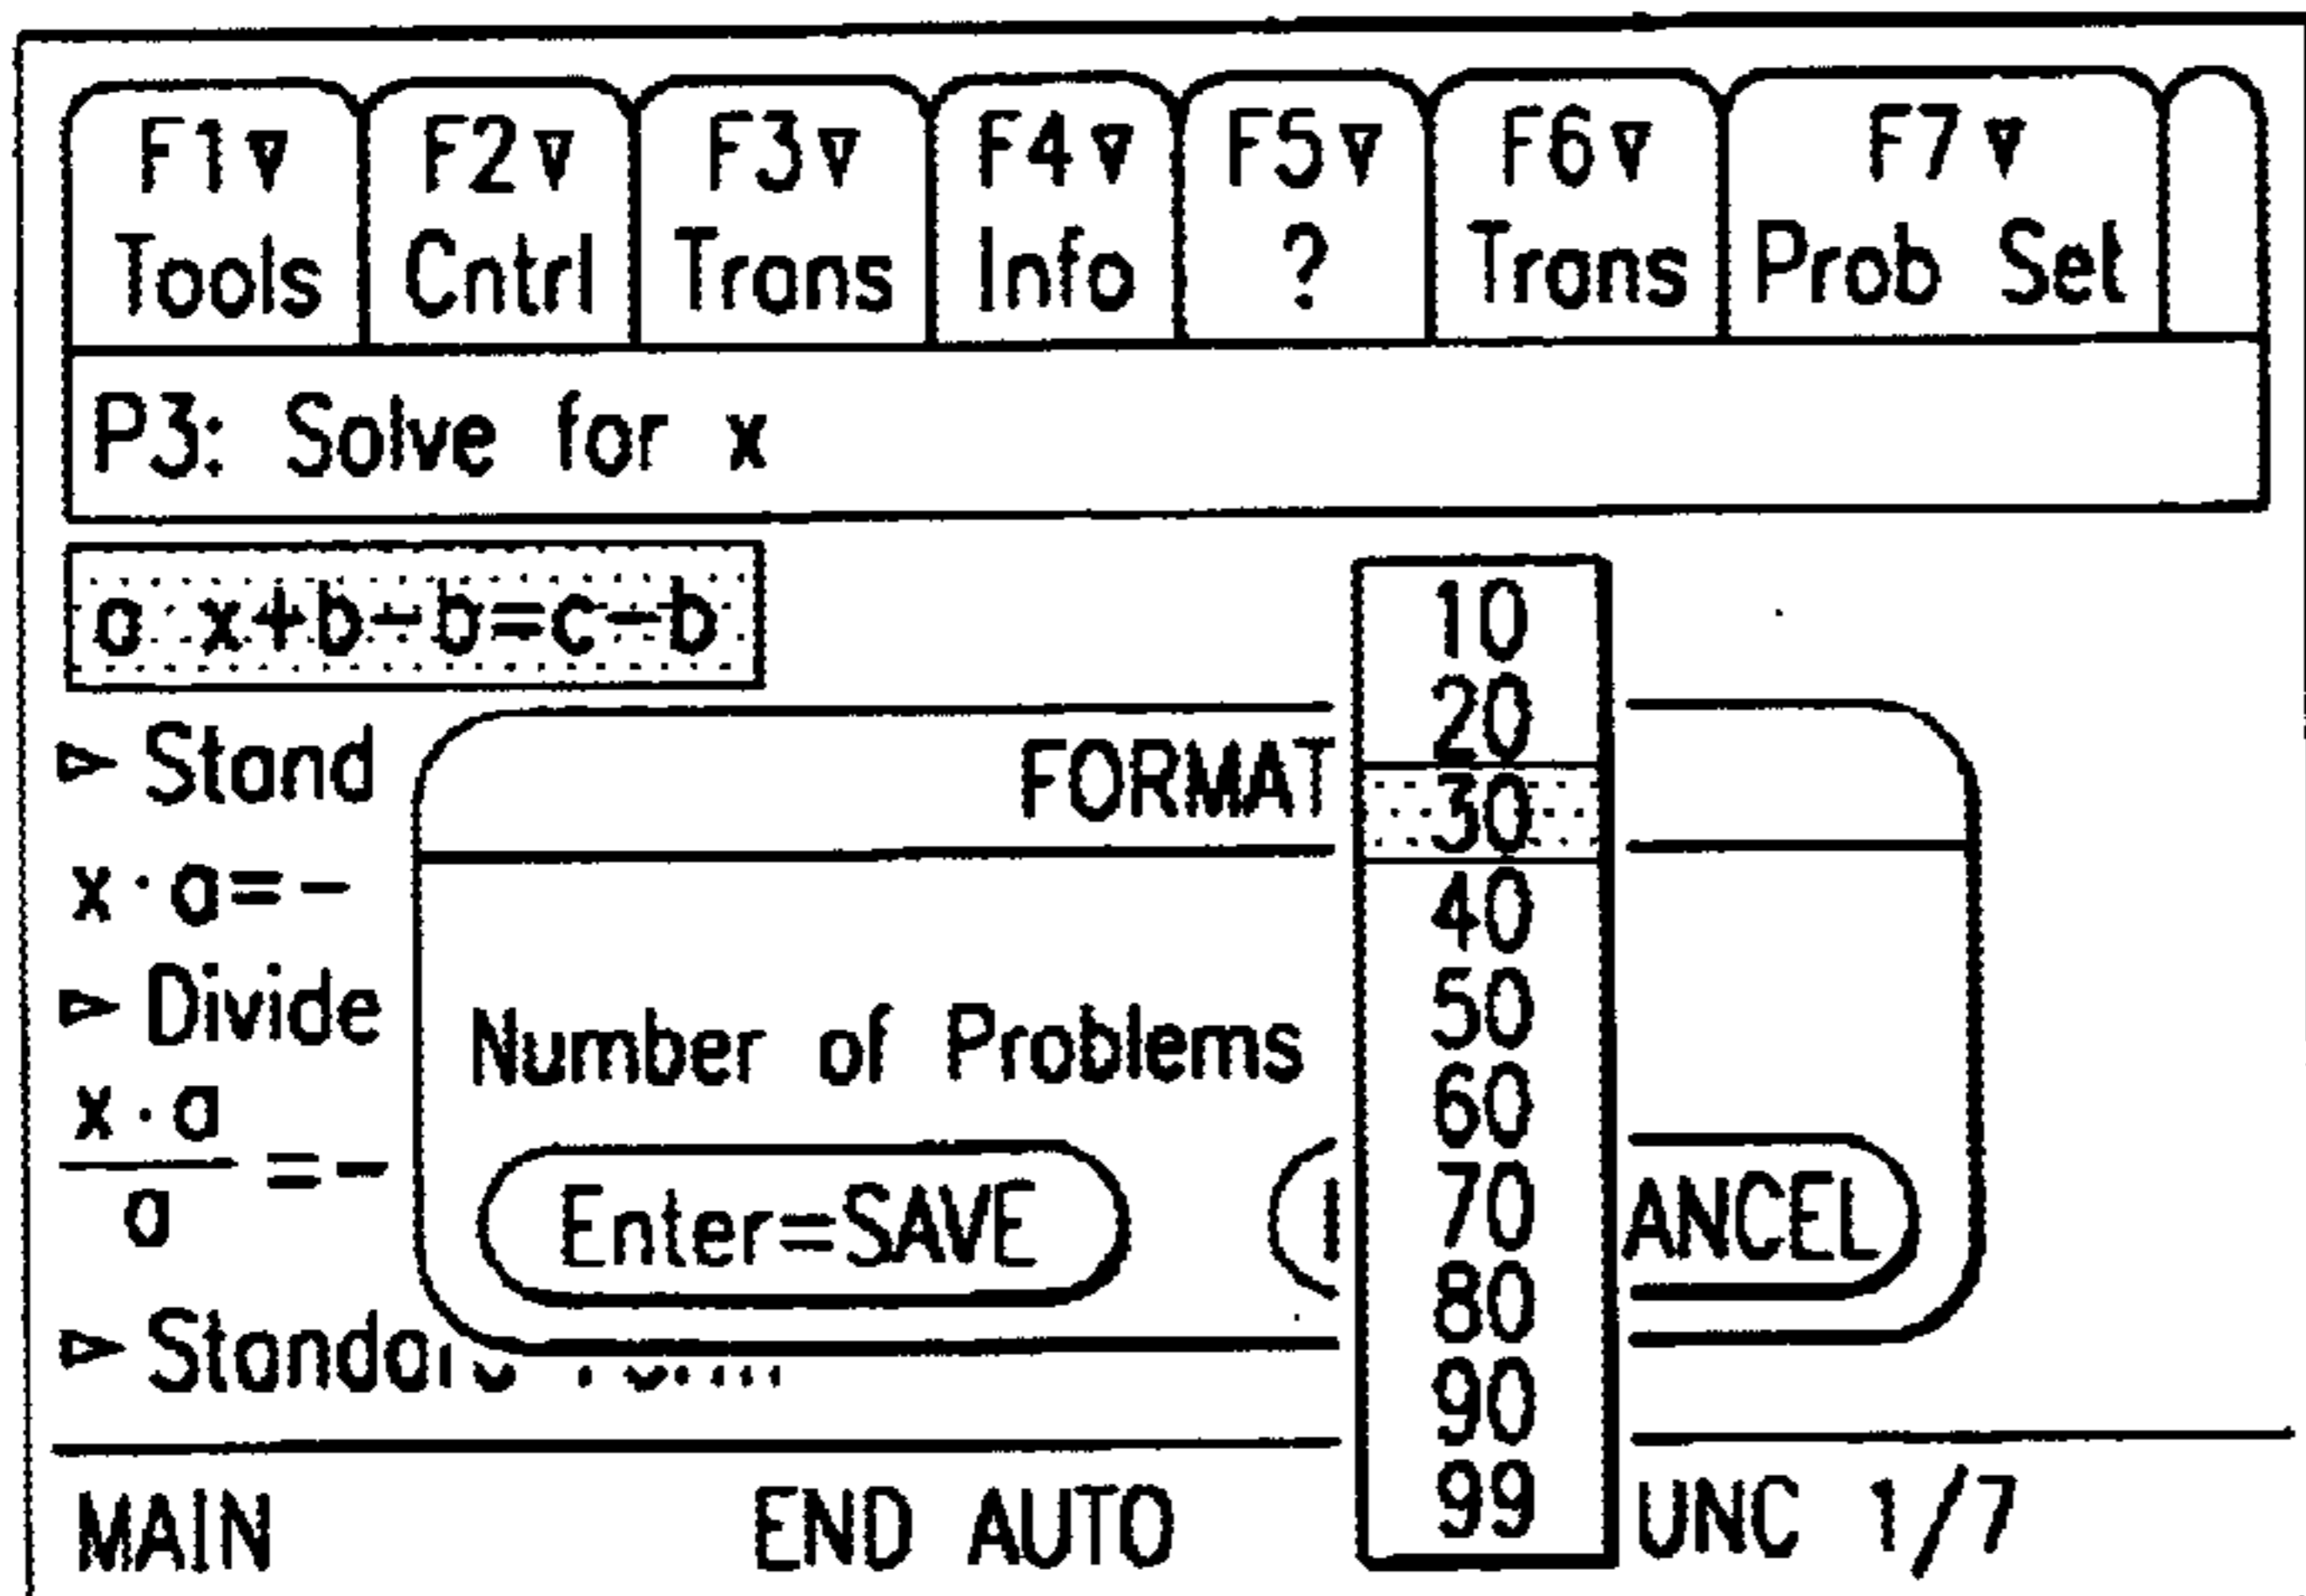 F1▿ F2▿ F3▿ F4▿ F5▿ F6▿ F7▿
Tools Cntrl Trans Info ? Trans Prob Set
P3: Solve for x
a·x+b-b=c-b
10
20
▹ Stand
FORMAT
30
x·a=-
40
▹ Divide
50
Number of Problems
60
x·a
/a =-
70
Enter=SAVE
ANCEL
80
▹ Standar
90
99
MAIN END AUTO UNC 1/7